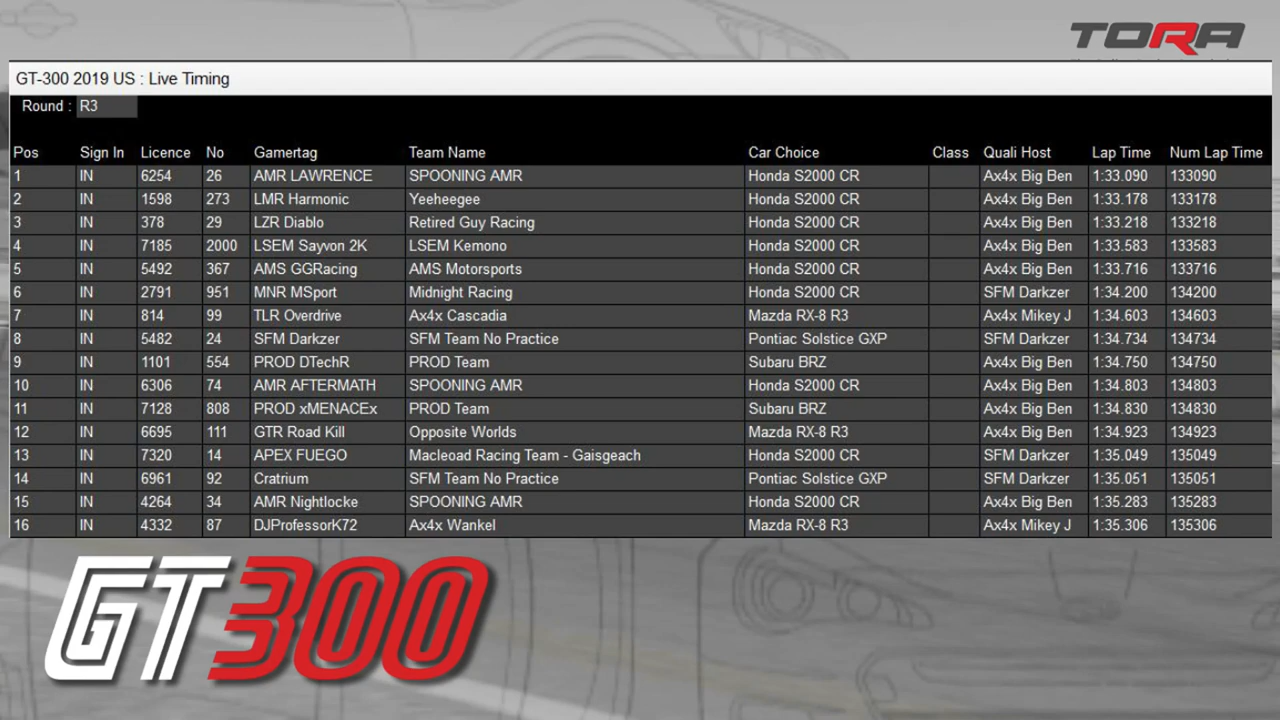 TORA
GT-300 2019 US : Live Timing
Round : R3
Pos Sign In Licence No Gamertag Team Name Car Choice Class Quali Host Lap Time Num Lap Time
1 IN 6254 26 AMR LAWRENCE SPOONING AMR Honda S2000 CR Ax4x Big Ben 1:33.090 133090
2 IN 1598 273 LMR Harmonic Yeeheegee Honda S2000 CR Ax4x Big Ben 1:33.178 133178
3 IN 378 29 LZR Diablo Retired Guy Racing Honda S2000 CR Ax4x Big Ben 1:33.218 133218
4 IN 7185 2000 LSEM Sayvon 2K LSEM Kemono Honda S2000 CR Ax4x Big Ben 1:33.583 133583
5 IN 5492 367 AMS GGRacing AMS Motorsports Honda S2000 CR Ax4x Big Ben 1:33.716 133716
6 IN 2791 951 MNR MSport Midnight Racing Honda S2000 CR SFM Darkzer 1:34.200 134200
7 IN 814 99 TLR Overdrive Ax4x Cascadia Mazda RX-8 R3 Ax4x Mikey J 1:34.603 134603
8 IN 5482 24 SFM Darkzer SFM Team No Practice Pontiac Solstice GXP SFM Darkzer 1:34.734 134734
9 IN 1101 554 PROD DTechR PROD Team Subaru BRZ Ax4x Big Ben 1:34.750 134750
10 IN 6306 74 AMR AFTERMATH SPOONING AMR Honda S2000 CR Ax4x Big Ben 1:34.803 134803
11 IN 7128 808 PROD xMENACEx PROD Team Subaru BRZ Ax4x Big Ben 1:34.830 134830
12 IN 6695 111 GTR Road Kill Opposite Worlds Mazda RX-8 R3 Ax4x Big Ben 1:34.923 134923
13 IN 7320 14 APEX FUEGO Macleoad Racing Team - Gaisgeach Honda S2000 CR SFM Darkzer 1:35.049 135049
14 IN 6961 92 Cratrium SFM Team No Practice Pontiac Solstice GXP SFM Darkzer 1:35.051 135051
15 IN 4264 34 AMR Nightlocke SPOONING AMR Honda S2000 CR Ax4x Big Ben 1:35.283 135283
16 IN 4332 87 DJProfessorK72 Ax4x Wankel Mazda RX-8 R3 Ax4x Mikey J 1:35.306 135306
GT300